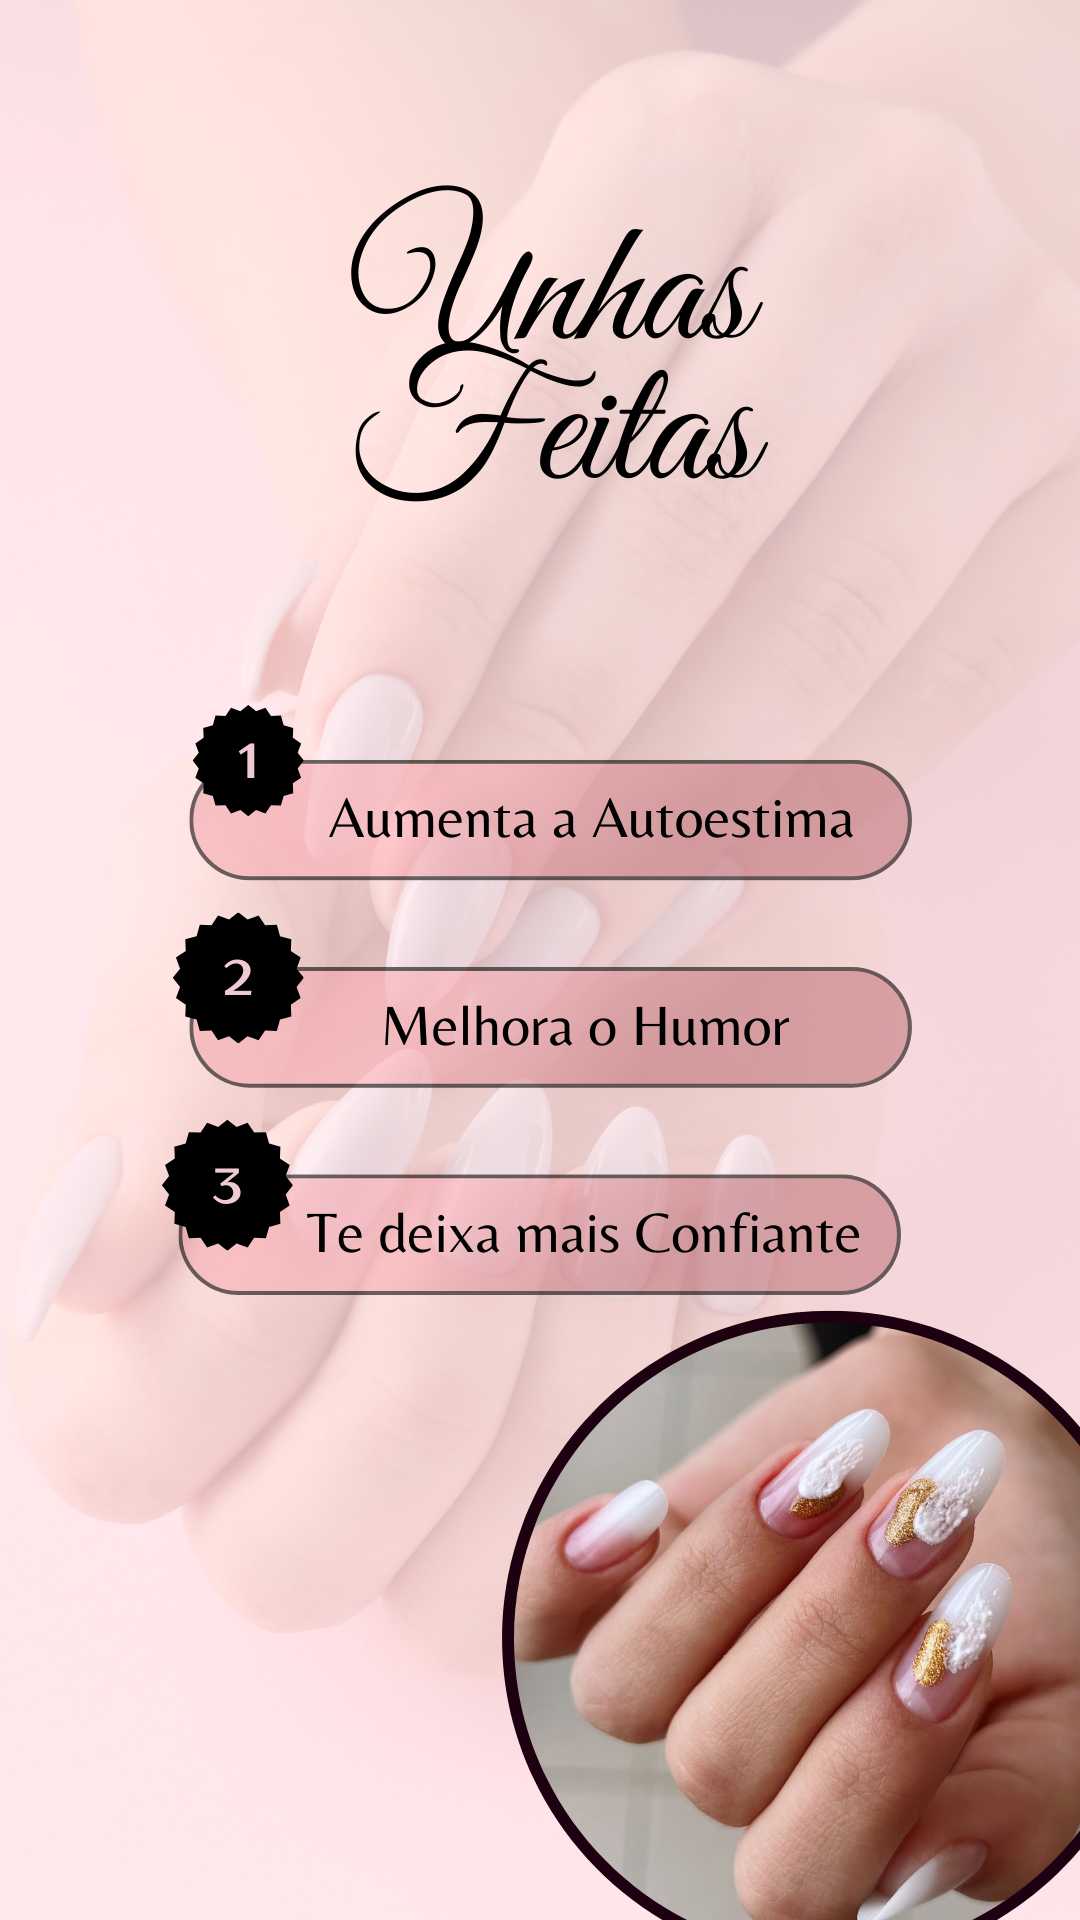 Unhas
Feitas
1
Aumenta a Autoestima
2
Melhora o Humor
3
Te deixa mais Confiante